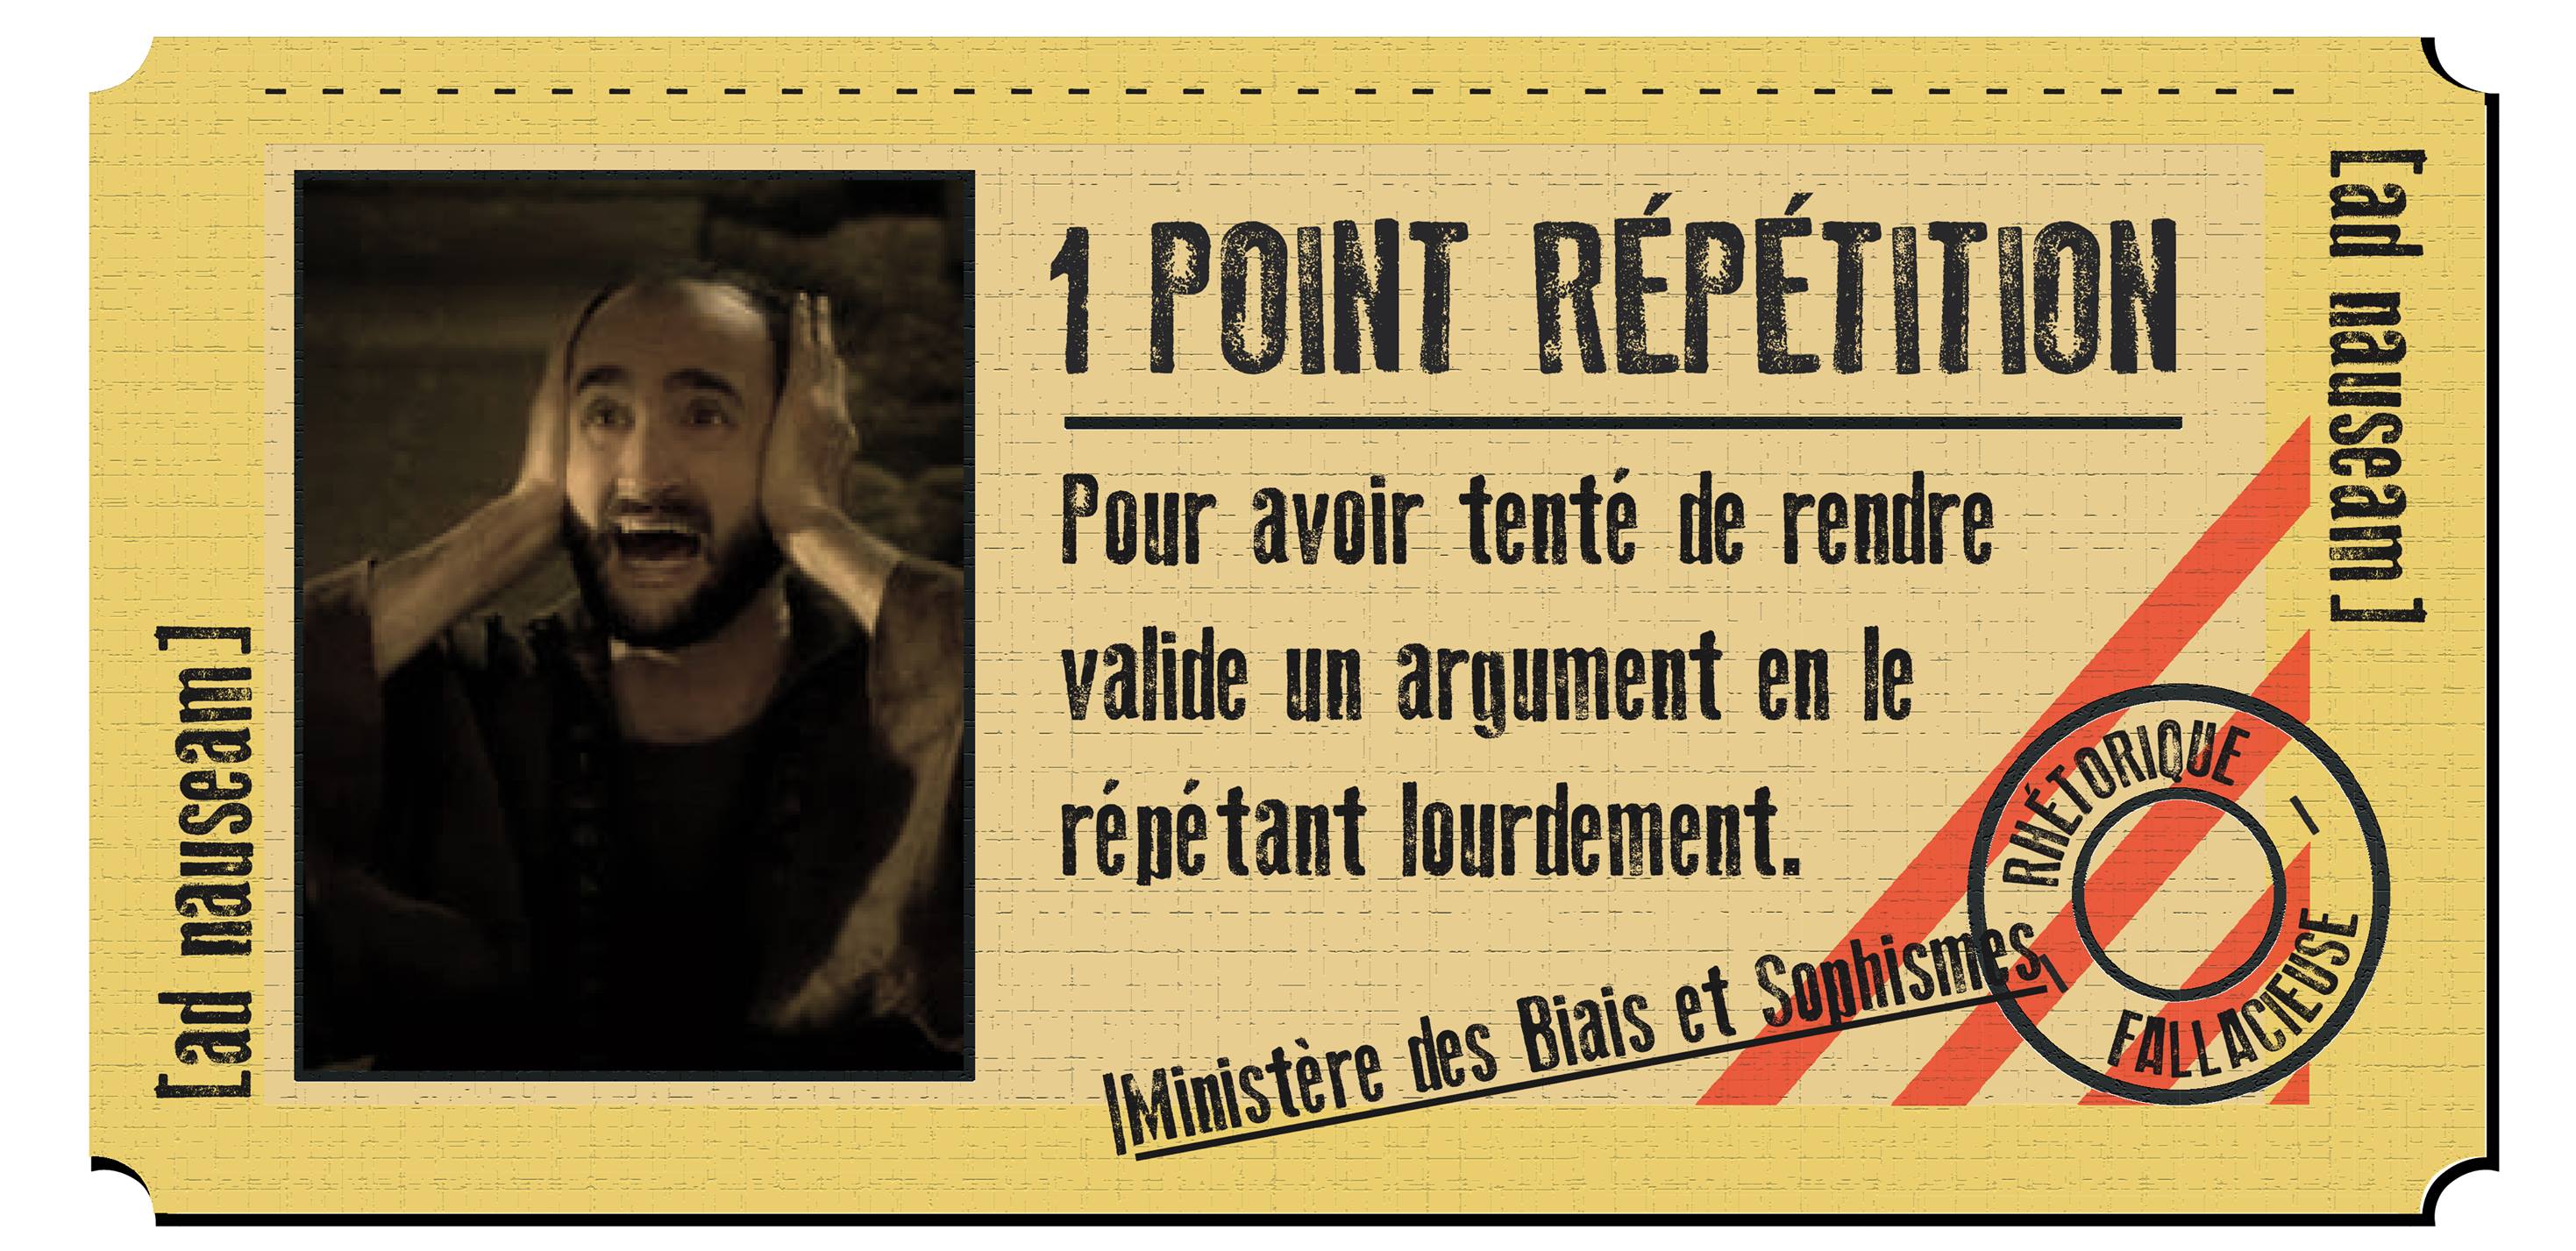 [ad nauseam]
1 POINT RÉPÉTITION
Pour avoir tenté de rendre
valide un argument en le
répétant lourdement.
|Ministère des Biais et Sophismes
RHÉTORIQUE
FALLACIEUSE
[ad nauseam]